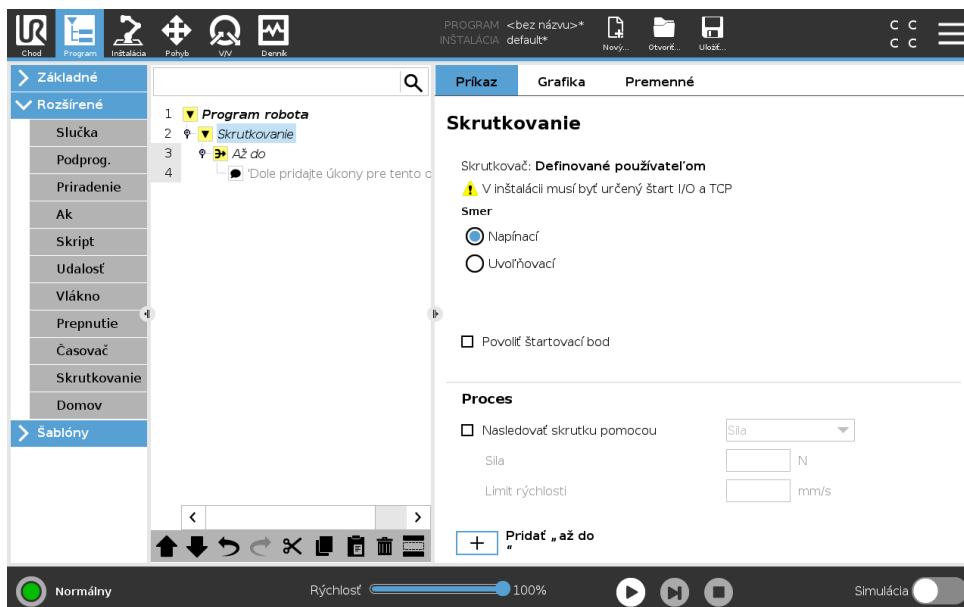 PROGRAM <bez názvu>*
INŠTALÁCIA default*
Chod Program Inštalácia Pohyb V/V Denník Nový... Otvoriť... Uložiť...
C C
C C
Základné
Rozšírené
Slučka
Podprog.
Priradenie
Ak
Skript
Udalosť
Vlákno
Prepnutie
Časovač
Skrutkovanie
Domov
Šablóny
1 Program robota
2 Skrutkovanie
3 Až do
4 'Dole pridajte úkony pre tento o
Príkaz Grafika Premenné
Skrutkovanie
Skrutkovač: Definované používateľom
V inštalácii musí byť určený štart I/O a TCP
Smer
Napínací
Uvoľňovací
Povoliť štartovací bod
Proces
Nasledovať skrutku pomocou Sila
Sila N
Limit rýchlosti mm/s
Pridať „až do
“
Normálny Rýchlosť 100% Simulácia